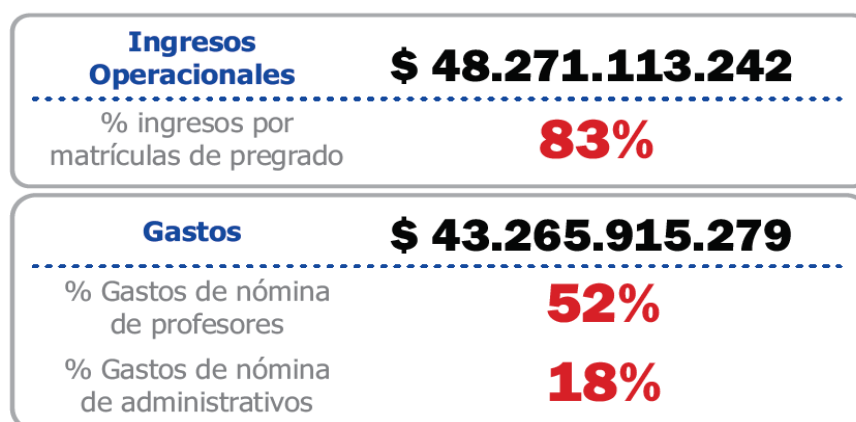 Ingresos
Operacionales
$ 48.271.113.242
% ingresos por
matrículas de pregrado
83%
Gastos
$ 43.265.915.279
% Gastos de nómina
de profesores
52%
% Gastos de nómina
de administrativos
18%